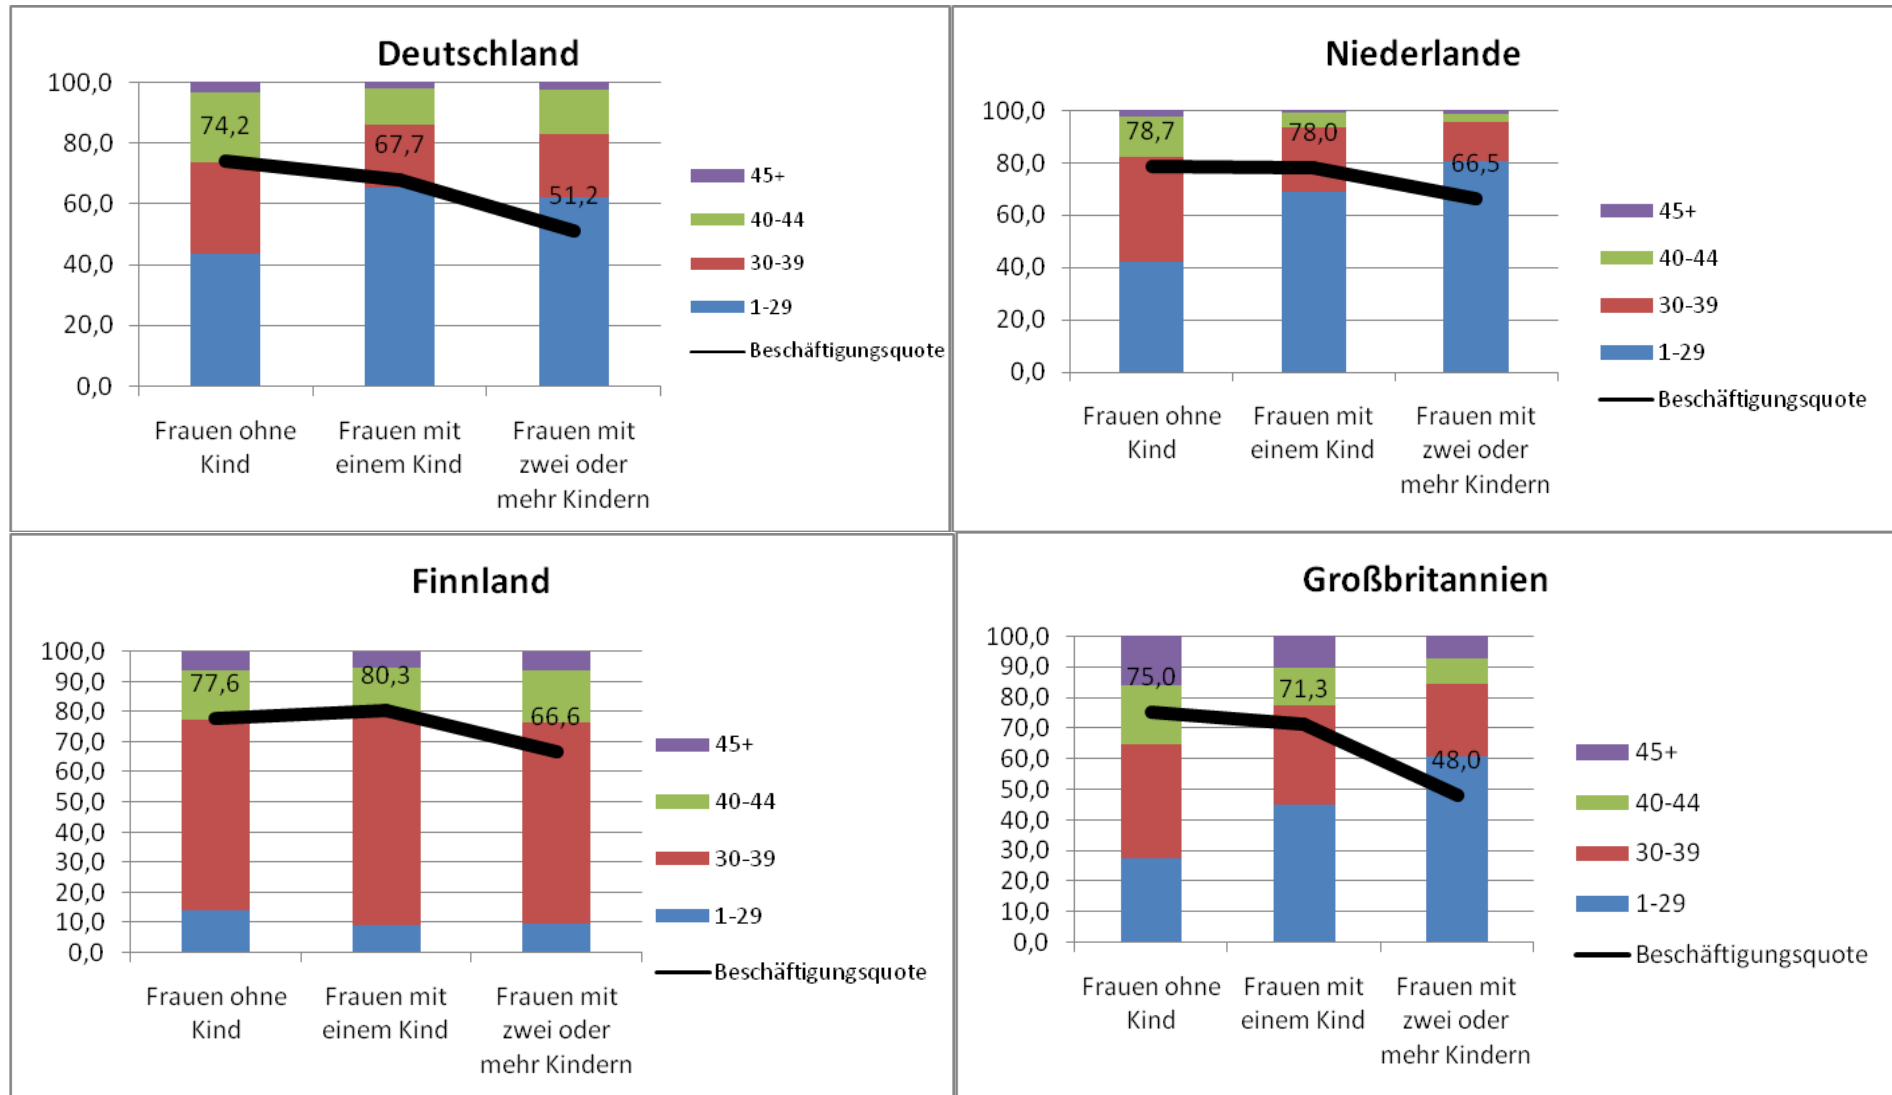 Deutschland
100,0
80,0
60,0
40,0
20,0
0,0
74,2
67,7
51,2
Frauen ohne
Kind
Frauen mit
einem Kind
Frauen mit
zwei oder
mehr Kindern
45+
40-44
30-39
1-29
Beschäftigungsquote
Niederlande
100,0
80,0
60,0
40,0
20,0
0,0
78,7
78,0
66,5
Frauen ohne
Kind
Frauen mit
einem Kind
Frauen mit
zwei oder
mehr Kindern
45+
40-44
30-39
1-29
Beschäftigungsquote
Finnland
100,0
90,0
80,0
70,0
60,0
50,0
40,0
30,0
20,0
10,0
0,0
77,6
80,3
66,6
Frauen ohne
Kind
Frauen mit
einem Kind
Frauen mit
zwei oder
mehr Kindern
45+
40-44
30-39
1-29
Beschäftigungsquote
Großbritannien
100,0
90,0
80,0
70,0
60,0
50,0
40,0
30,0
20,0
10,0
0,0
75,0
71,3
48,0
Frauen ohne
Kind
Frauen mit
einem Kind
Frauen mit
zwei oder
mehr Kindern
45+
40-44
30-39
1-29
Beschäftigungsquote